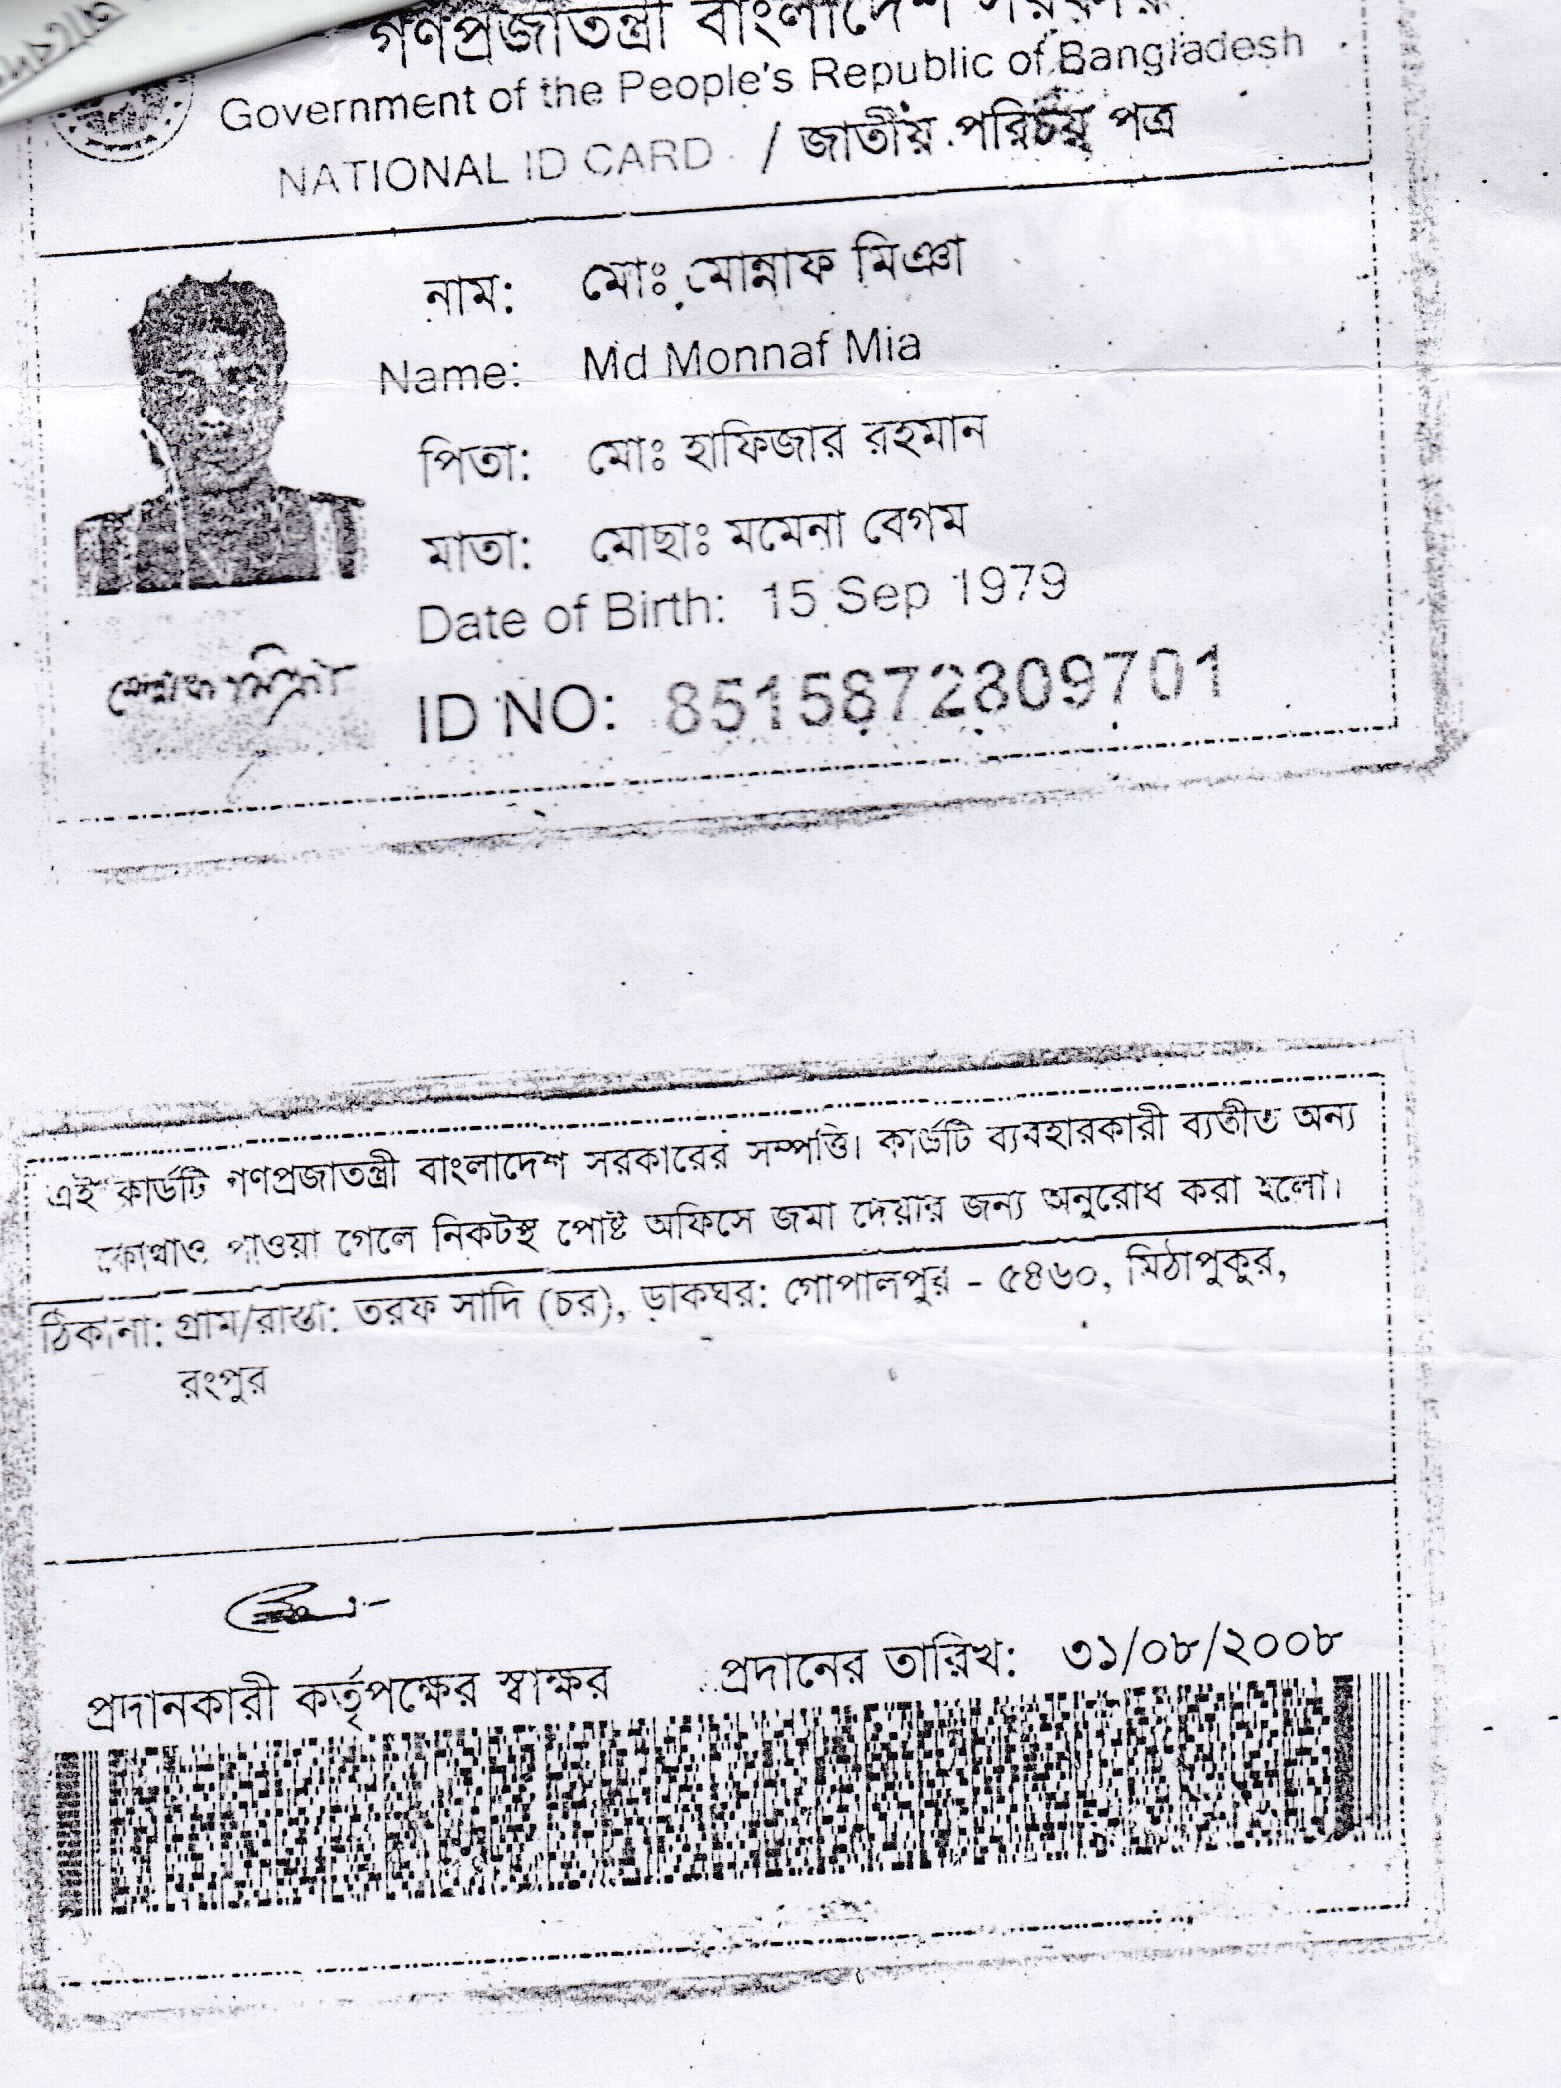 গণপ্রজাতন্ত্রী বাংলাদেশ সরকার
Government of the People's Republic of Bangladesh
NATIONAL ID CARD / জাতীয় পরিচয় পত্র
নাম: মোঃ মোন্নাফ মিঞা
Name: Md Monnaf Mia
পিতা: মোঃ হাফিজার রহমান
মাতা: মোছাঃ মমেনা বেগম
Date of Birth: 15 Sep 1979
মোন্নাফ মিঞা
ID NO: 8515872809701
এই কার্ডটি গণপ্রজাতন্ত্রী বাংলাদেশ সরকারের সম্পত্তি। কার্ডটি ব্যবহারকারী ব্যতীত অন্য
কোথাও পাওয়া গেলে নিকটস্থ পোষ্ট অফিসে জমা দেয়ার জন্য অনুরোধ করা হলো।
ঠিকানা: গ্রাম/রাস্তা: তরফ সাদি (চর), ডাকঘর: গোপালপুর - ৫৪৬০, মিঠাপুকুর,
রংপুর
প্রদানকারী কর্তৃপক্ষের স্বাক্ষর প্রদানের তারিখ: ৩১/০৮/২০০৮